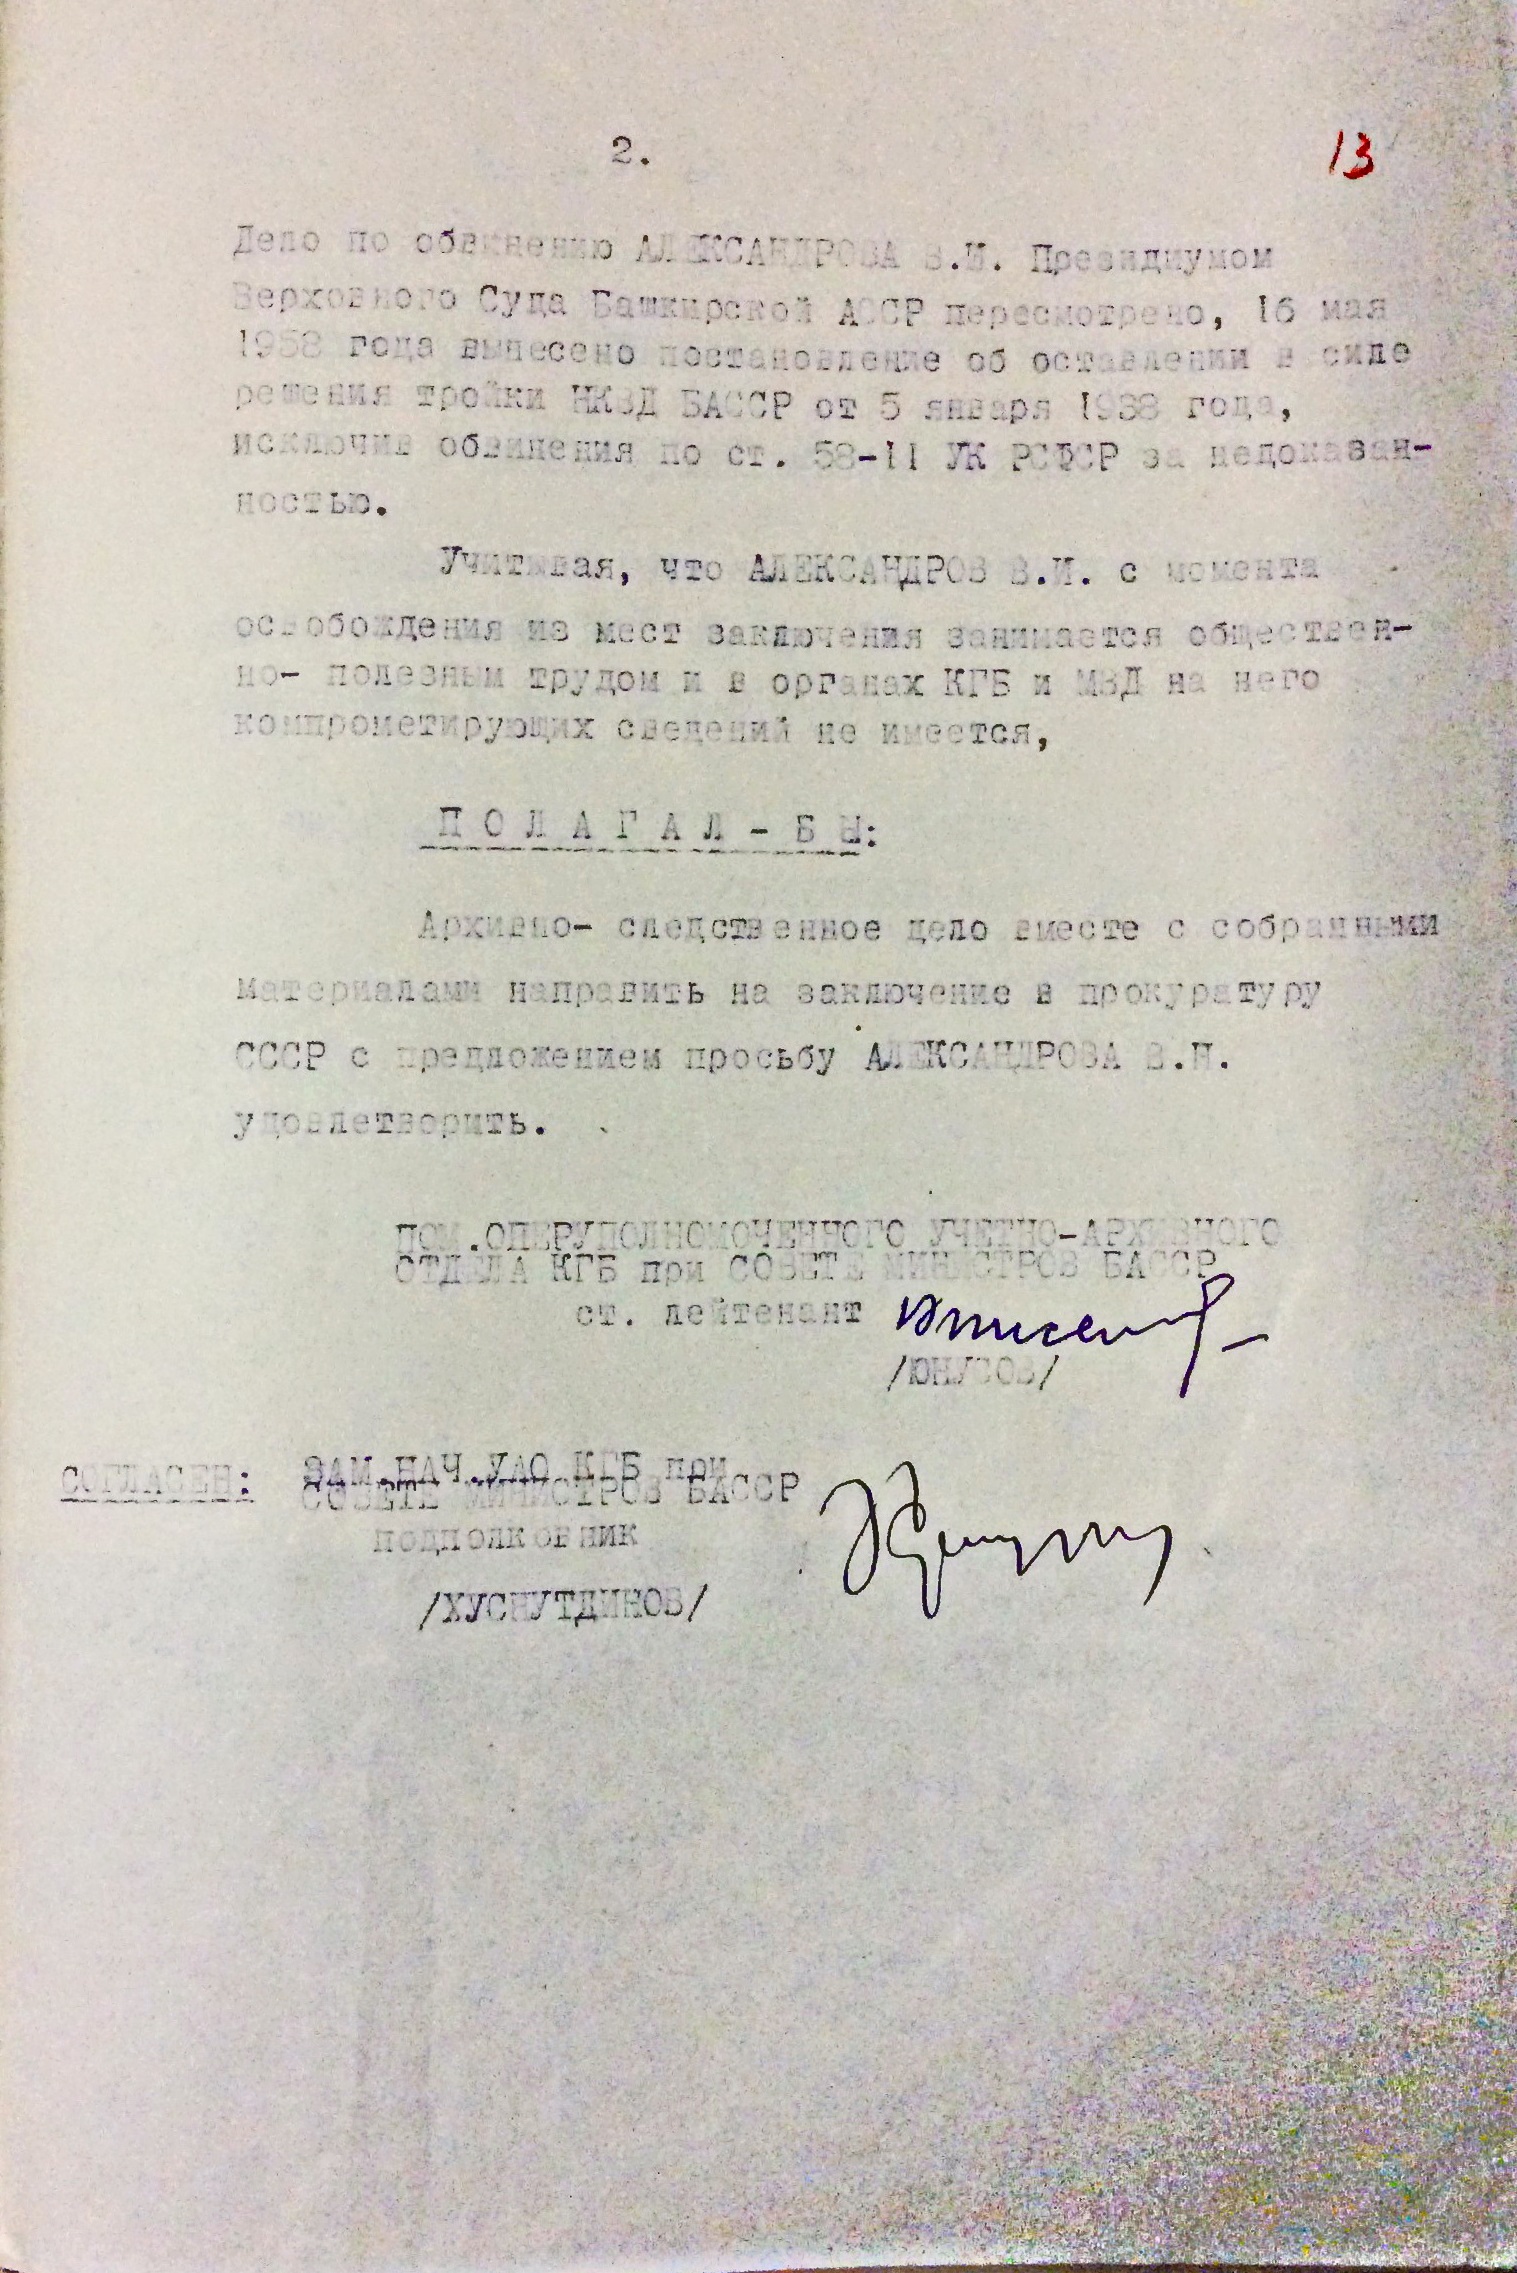 2.
13
Дело по обвинению АЛЕКСАНДРОВА В.И. Президиумом
Верховного Суда Башкирской АССР пересмотрено, 16 мая
1958 года вынесено постановление об оставлении в силе
решения тройки НКВД БАССР от 5 января 1938 года,
исключив обвинения по ст. 58-11 УК РСФСР за недоказан-
ностью.
Учитывая, что АЛЕКСАНДРОВ В.И. с момента
освобождения из мест заключения занимается обществен-
но- полезным трудом и в органах КГБ и МВД на него
компрометирующих сведений не имеется,
П О Л А Г А Л - Б Ы:
Архивно- следственное дело вместе с собранными
материалами направить на заключение в прокуратуру
СССР с предложением просьбу АЛЕКСАНДРОВА В.И.
удовлетворить.
ПОМ.ОПЕРУПОЛНОМОЧЕННОГО УЧЕТНО-АРХИВНОГО
ОТДЕЛА КГБ при СОВЕТЕ МИНИСТРОВ БАССР
ст. лейтенант
/ЮНУСОВ/
СОГЛАСЕН: ЗАМ.НАЧ.УАО КГБ при
СОВЕТЕ МИНИСТРОВ БАССР
подполковник
/ХУСНУТДИНОВ/